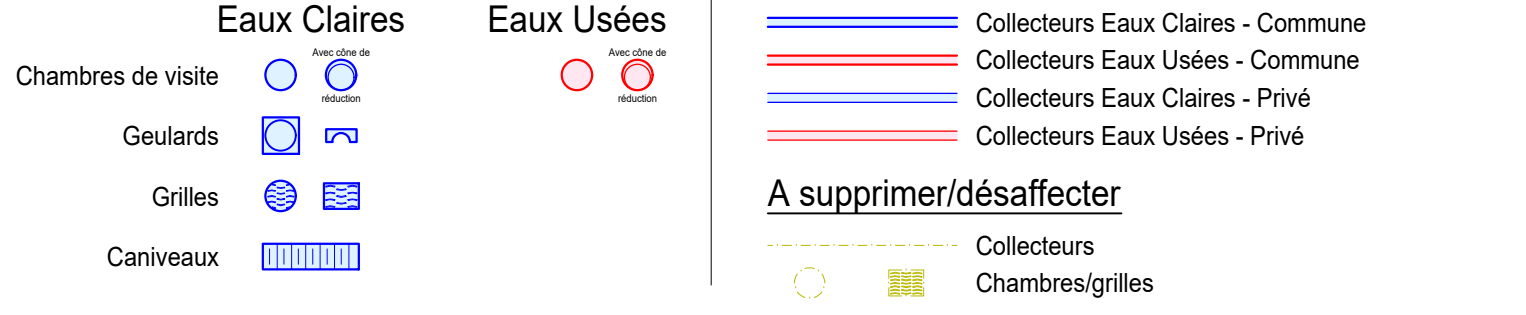 Eaux Claires
Eaux Usées
Avec cône de
Avec cône de
Chambres de visite
réduction
réduction
Geulards
Grilles
Caniveaux
Collecteurs Eaux Claires - Commune
Collecteurs Eaux Usées - Commune
Collecteurs Eaux Claires - Privé
Collecteurs Eaux Usées - Privé
A supprimer/désaffecter
Collecteurs
Chambres/grilles